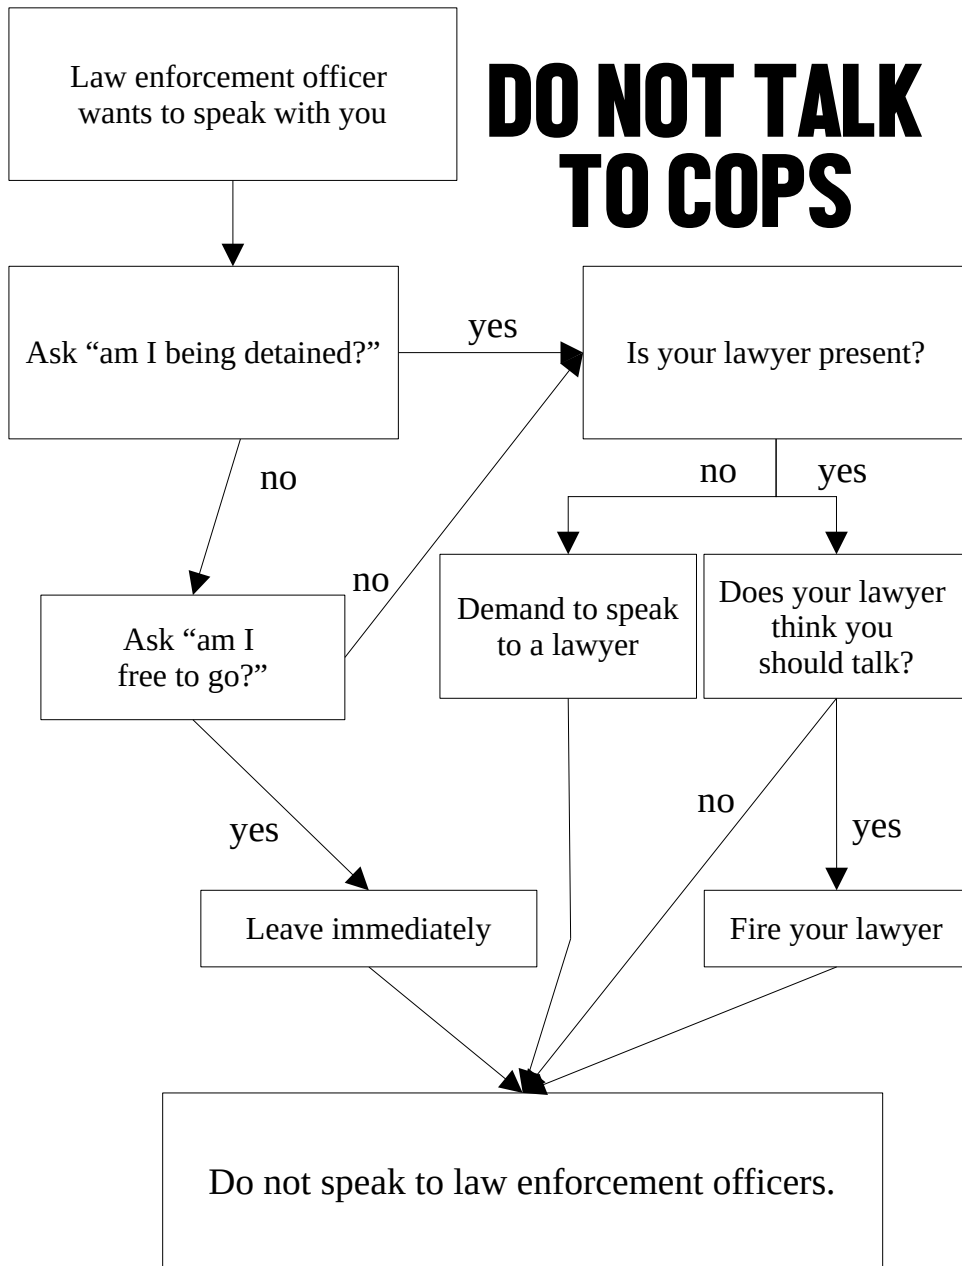 Law enforcement officer
wants to speak with you
DO NOT TALK
TO COPS
Ask “am I being detained?”
yes
Is your lawyer present?
no
no
yes
no
Ask “am I
free to go?”
Demand to speak
to a lawyer
Does your lawyer
think you
should talk?
yes
no
yes
Leave immediately
Fire your lawyer
Do not speak to law enforcement officers.